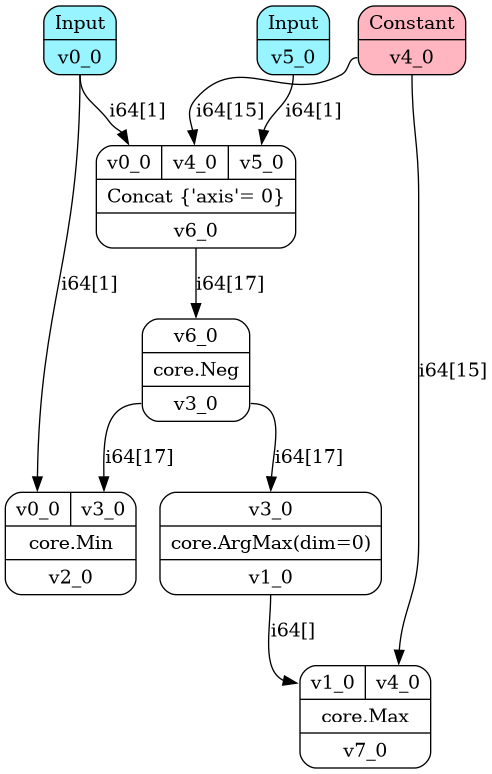 Input
v0_0
Input
v5_0
Constant
v4_0
i64[1]
i64[15]
i64[1]
v0_0 v4_0 v5_0
Concat {'axis'= 0}
v6_0
i64[1]
i64[17]
v6_0
core.Neg
v3_0
i64[15]
i64[17]
i64[17]
v0_0 v3_0
core.Min
v2_0
v3_0
core.ArgMax(dim=0)
v1_0
i64[]
v1_0 v4_0
core.Max
v7_0